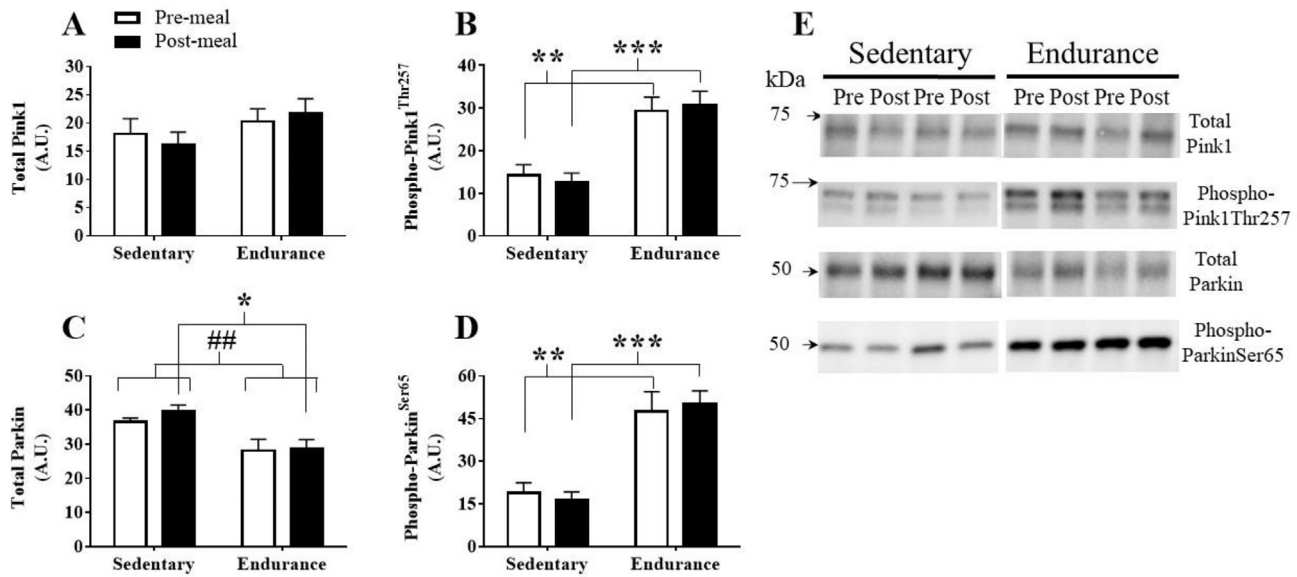 A
Pre-meal
Post-meal
Total Pink1
(A.U.)
30
25
20
15
10
5
0
Sedentary Endurance
B
** ***
Phospho-Pink1Thr257
(A.U.)
40
30
20
10
0
Sedentary Endurance
C
*
##
Total Parkin
(A.U.)
50
40
30
20
10
0
Sedentary Endurance
D
** ***
Phospho-ParkinSer65
(A.U.)
60
45
30
15
0
Sedentary Endurance
E
Sedentary Endurance
kDa
Pre Post Pre Post Pre Post Pre Post
75
Total
Pink1
75
Phospho-
Pink1Thr257
50
Total
Parkin
50
Phospho-
ParkinSer65